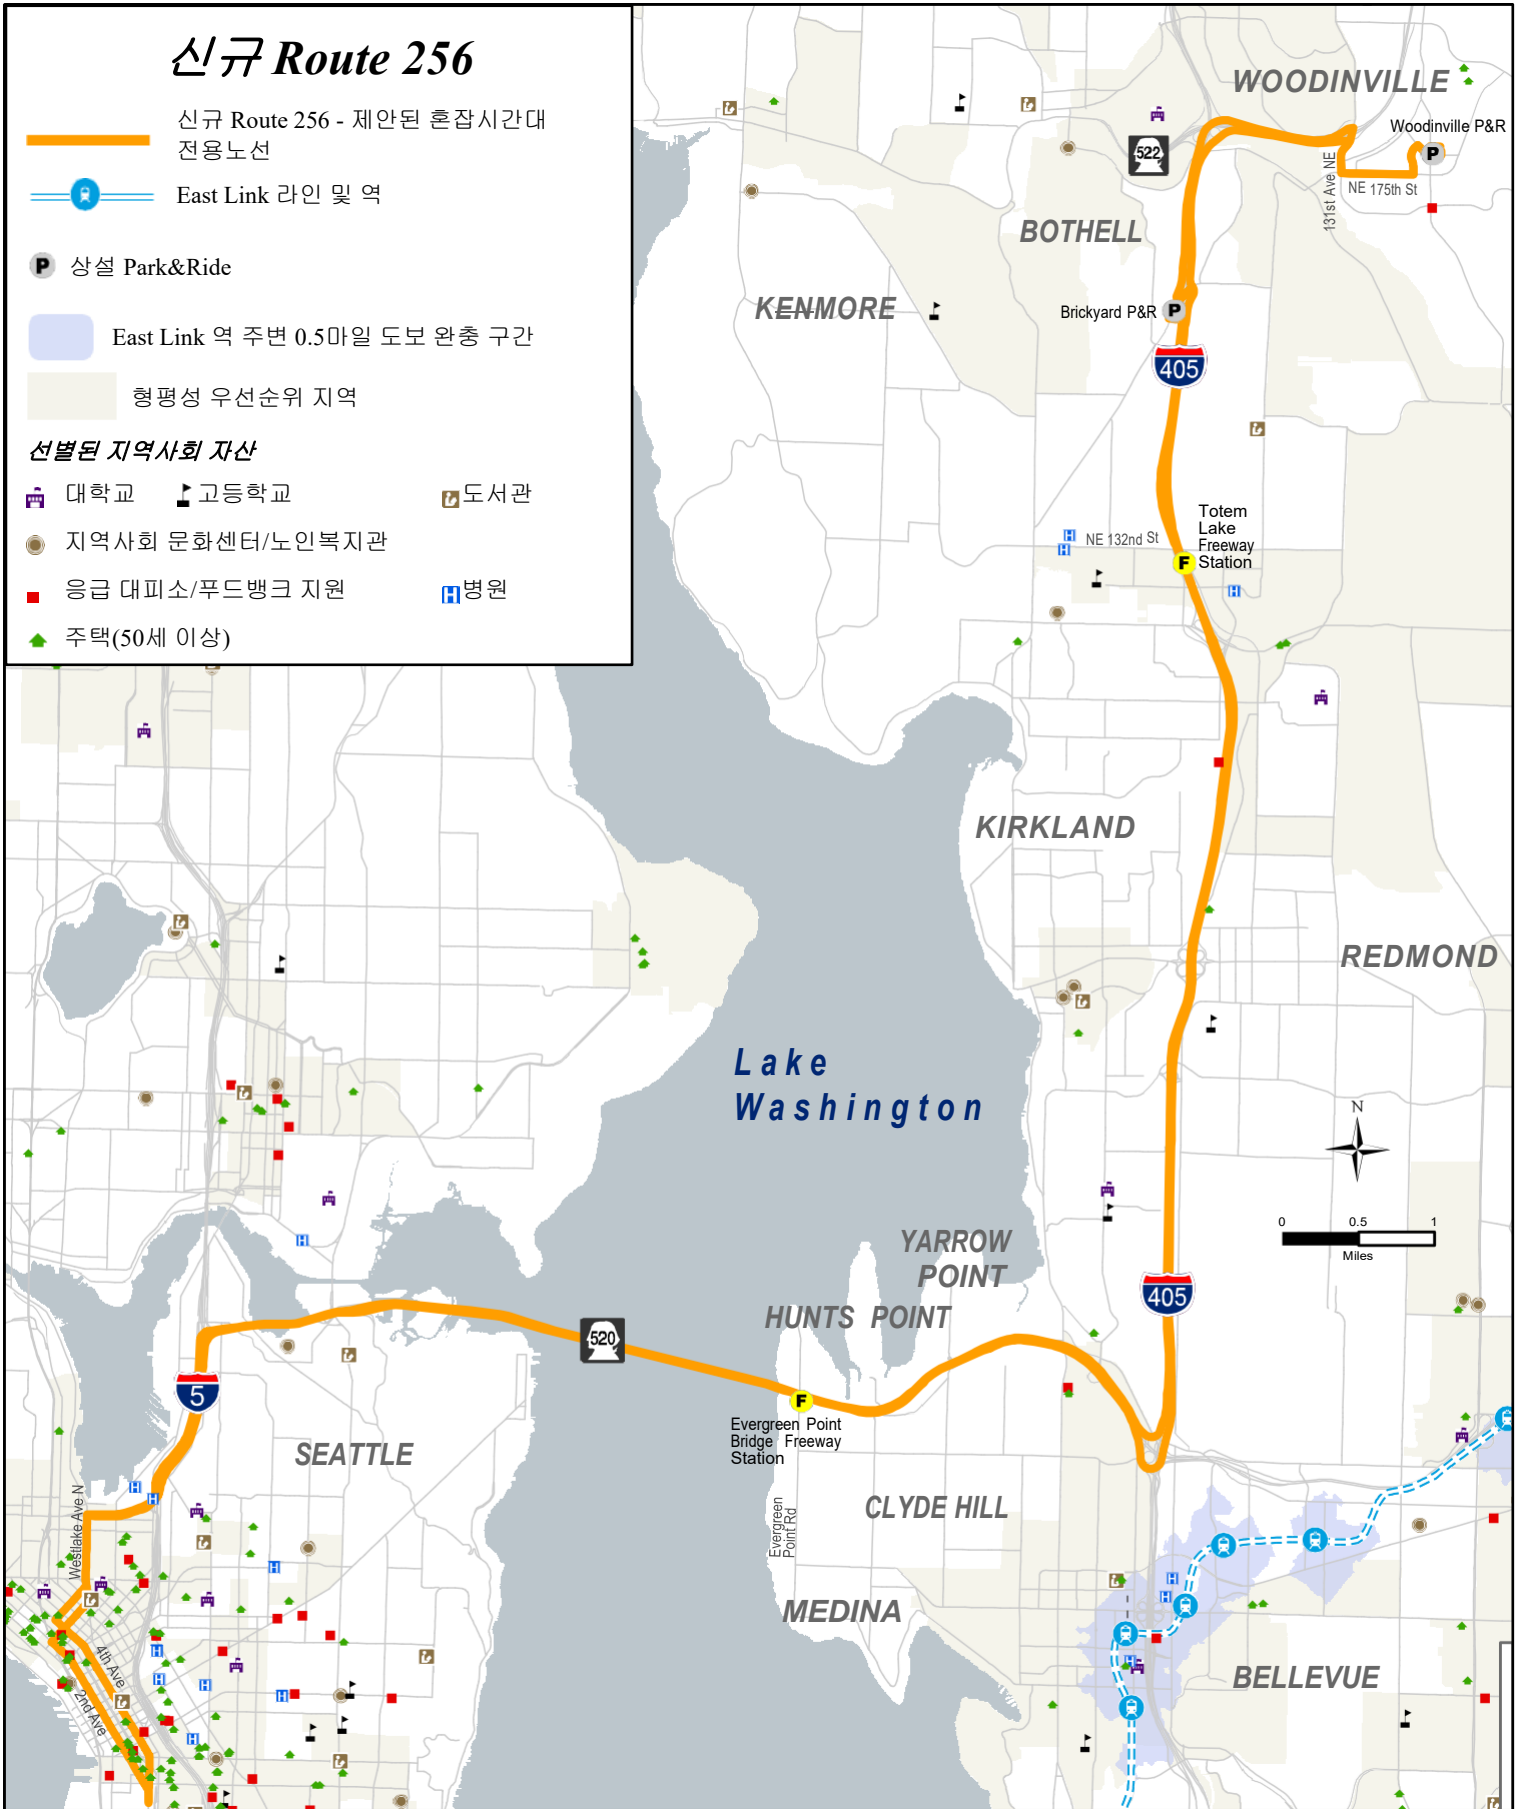 신규 Route 256
신규 Route 256 - 제안된 혼잡시간대
전용노선
East Link 라인 및 역
P 상설 Park&Ride
East Link 역 주변 0.5마일 도보 완충 구간
형평성 우선순위 지역
선별된 지역사회 자산
대학교 고등학교 도서관
지역사회 문화센터/노인복지관
응급 대피소/푸드뱅크 지원 H 병원
주택(50세 이상)
WOODINVILLE
Woodinville P&R
P
522
131st Ave NE
NE 175th St
BOTHELL
KENMORE
Brickyard P&R P
405
Totem
Lake
Freeway
Station
NE 132nd St
F
KIRKLAND
REDMOND
Lake
Washington
N
0 0.5 1
Miles
YARROW
POINT
HUNTS POINT
405
520
5
F
Evergreen Point
Bridge Freeway
Station
SEATTLE
Evergreen
Point Rd
CLYDE HILL
Westlake Ave N
MEDINA
4th Ave
2nd Ave
BELLEVUE